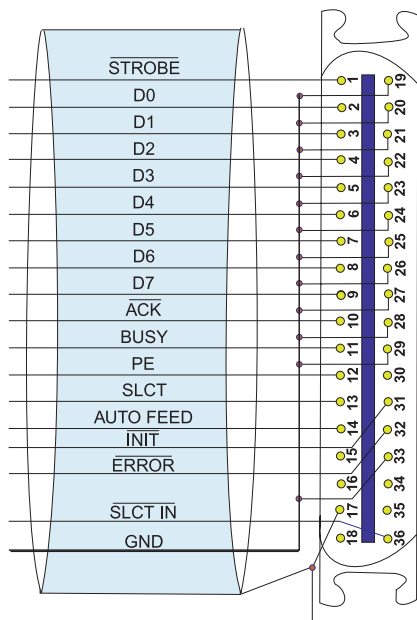 STROBE
D0
D1
D2
D3
D4
D5
D6
D7
ACK
BUSY
PE
SLCT
AUTO FEED
INIT
ERROR
SLCT IN
GND
1
2
3
4
5
6
7
8
9
10
11
12
13
14
15
16
17
18
19
20
21
22
23
24
25
26
27
28
29
30
31
32
33
34
35
36